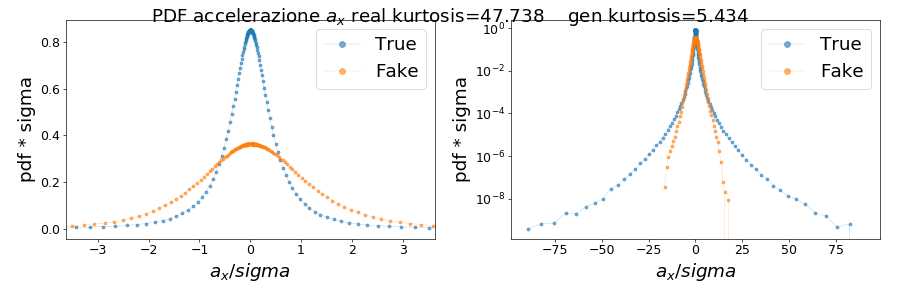 PDF accelerazione a_x real kurtosis=47.738 gen kurtosis=5.434
pdf * sigma
0.8
0.6
0.4
0.2
0.0
True
Fake
−3
−2
−1
0
1
2
3
a_x/sigma
pdf * sigma
10^0
10^−2
10^−4
10^−6
10^−8
True
Fake
−75
−50
−25
0
25
50
75
a_x/sigma